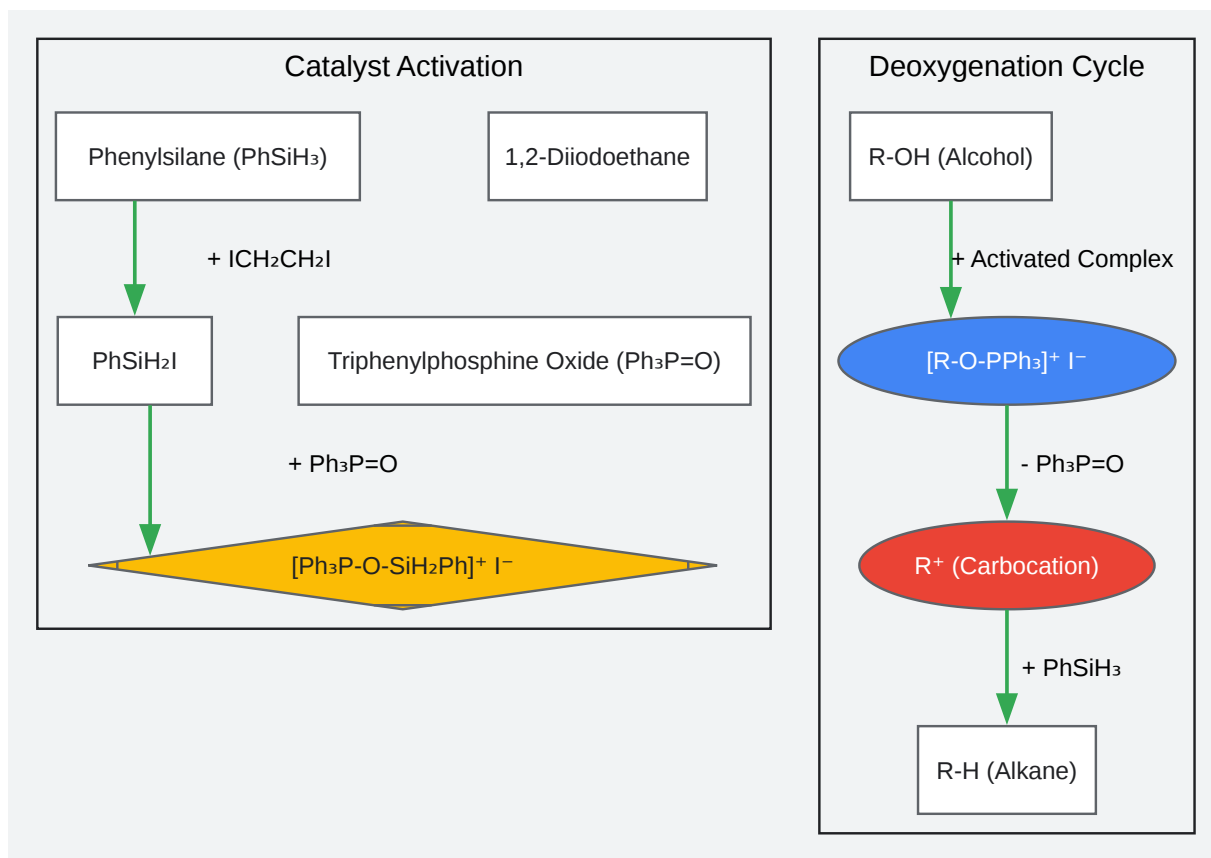 Catalyst Activation
Phenylsilane (PhSiH₃)
1,2-Diiodoethane
+ ICH₂CH₂I
PhSiH₂I
Triphenylphosphine Oxide (Ph₃P=O)
+ Ph₃P=O
[Ph₃P-O-SiH₂Ph]⁺ I⁻
Deoxygenation Cycle
R-OH (Alcohol)
+ Activated Complex
[R-O-PPh₃]⁺ I⁻
- Ph₃P=O
R⁺ (Carbocation)
+ PhSiH₃
R-H (Alkane)